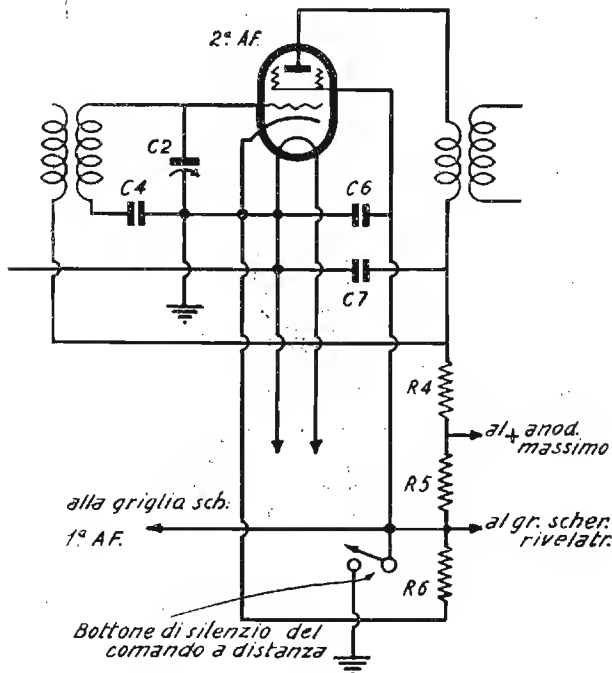 2ª AF.
C2
C4
C6
C7
R4
al + anod.
massimo
R5
alla griglia sch.
1ª AF.
al gr. scher.
rivelatr.
R6
Bottone di silenzio del
comando a distanza